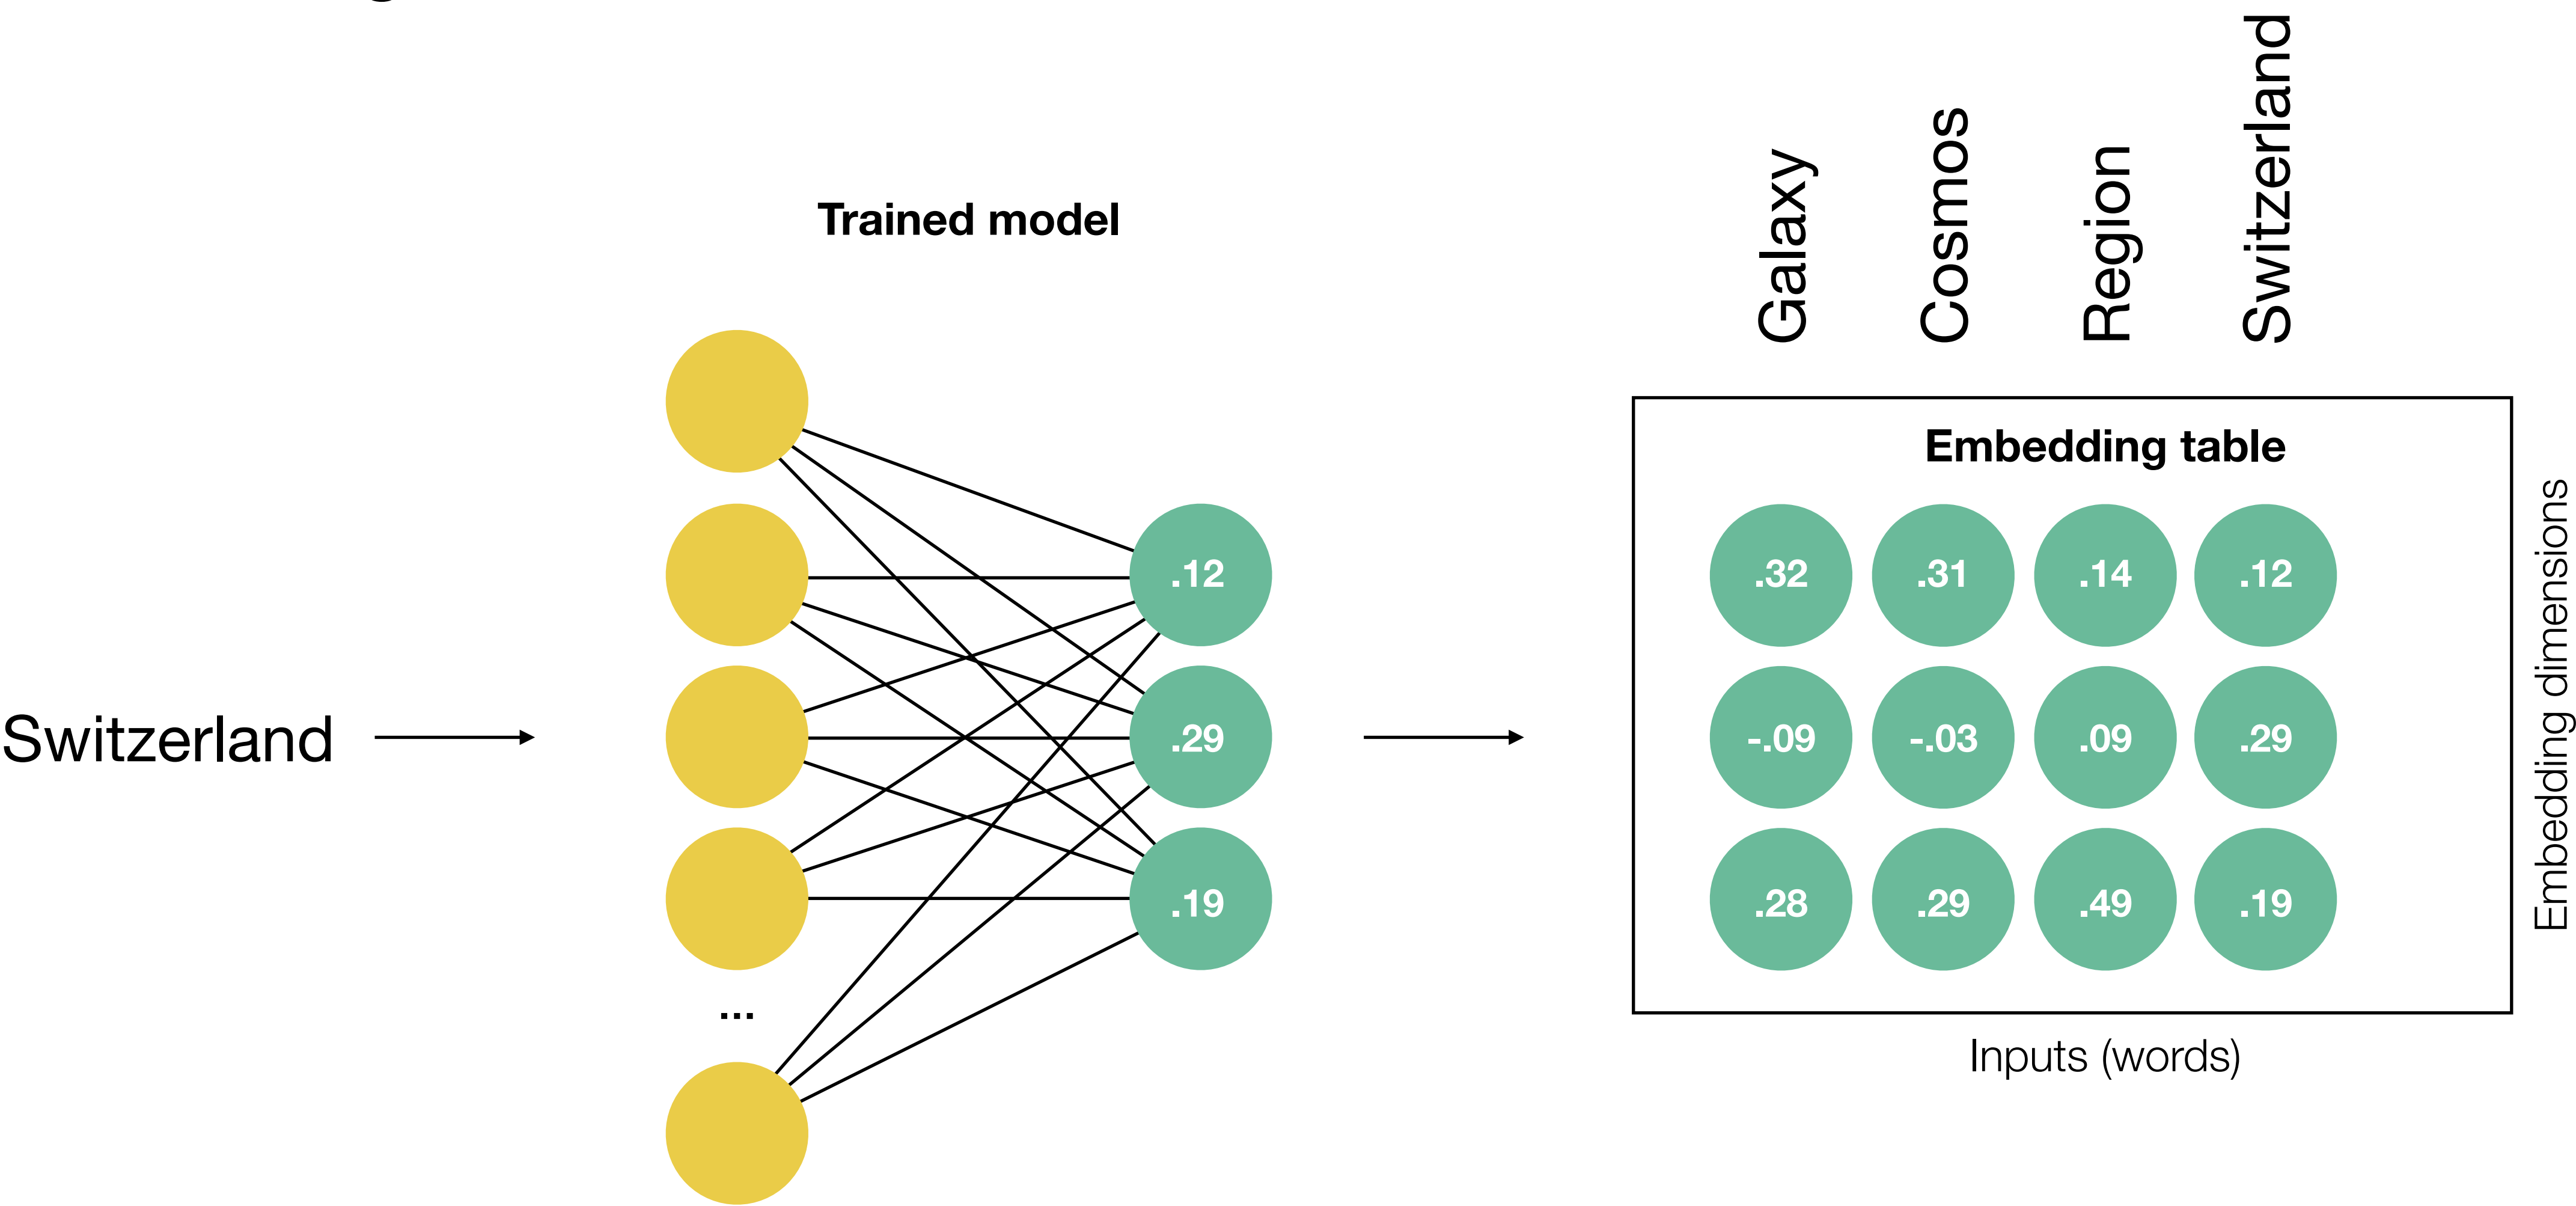 Trained model
Switzerland
.12
.29
.19
...
Galaxy
Cosmos
Region
Switzerland
Embedding table
.32 .31 .14 .12
-.09 -.03 .09 .29
.28 .29 .49 .19
Embedding dimensions
Inputs (words)